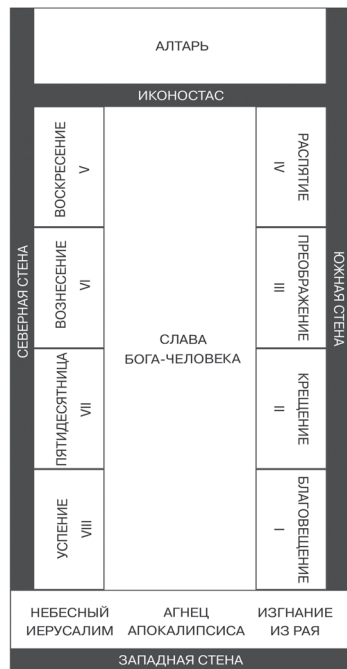 АЛТАРЬ
ИКОНОСТАС
СЕВЕРНАЯ СТЕНА
ВОСКРЕСЕНИЕ
V
ВОЗНЕСЕНИЕ
VI
ПЯТИДЕСЯТНИЦА
VII
УСПЕНИЕ
VIII
СЛАВА
БОГА-ЧЕЛОВЕКА
РАСПЯТИЕ
IV
ПРЕОБРАЖЕНИЕ
III
КРЕЩЕНИЕ
II
БЛАГОВЕЩЕНИЕ
I
ЮЖНАЯ СТЕНА
НЕБЕСНЫЙ
ИЕРУСАЛИМ
АГНЕЦ
АПОКАЛИПСИСА
ИЗГНАНИЕ
ИЗ РАЯ
ЗАПАДНАЯ СТЕНА